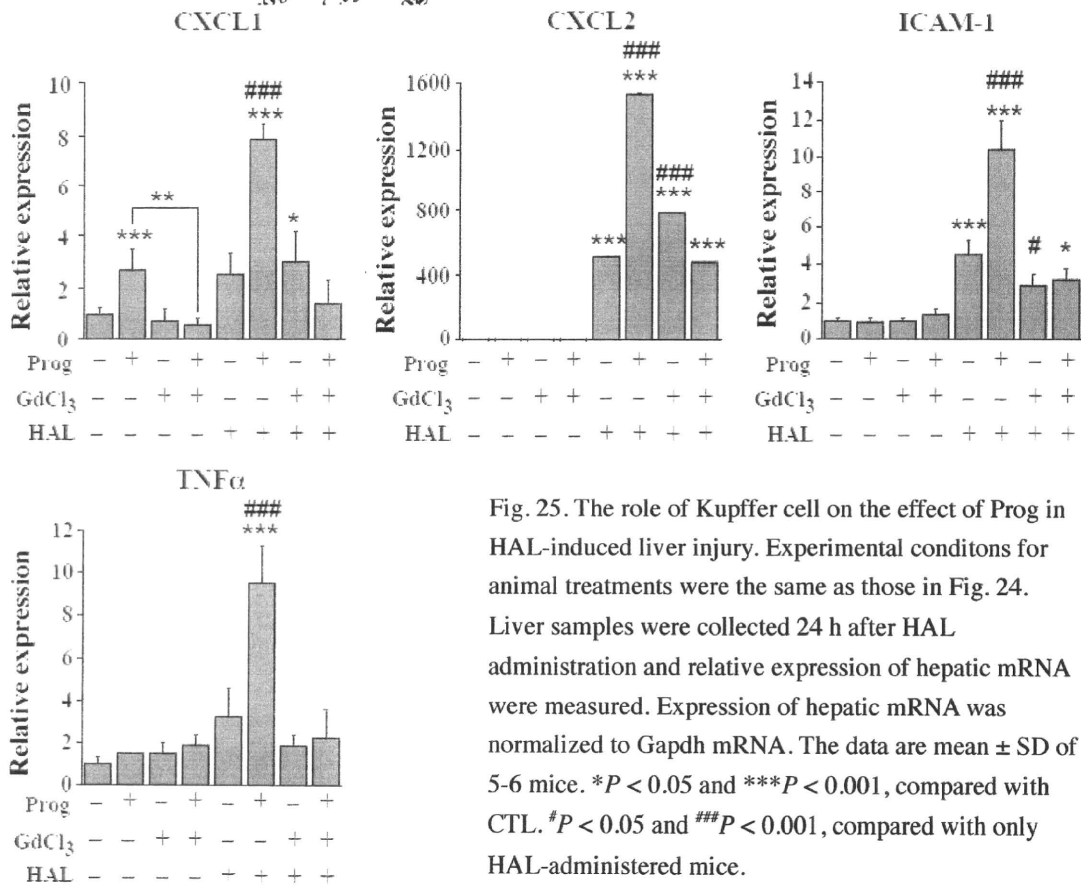 CXCL1
CXCL2
ICAM-1
Relative expression
10
8
6
4
2
0
***
**
###
***
*
Prog − + − + − + − +
GdCl3 − − + + − − + +
HAL − − − − + + + +
Relative expression
1600
1200
800
400
0
***
###
***
###
***
***
Prog − + − + − + − +
GdCl3 − − + + − − + +
HAL − − − − + + + +
Relative expression
14
12
10
8
6
4
2
0
***
###
***
#
*
Prog − + − + − + − +
GdCl3 − − + + − − + +
HAL − − − − + + + +
TNFα
Relative expression
12
10
8
6
4
2
0
###
***
Prog − + − + − + − +
GdCl3 − − + + − − + +
HAL − − − − + + + +
Fig. 25. The role of Kupffer cell on the effect of Prog in
HAL-induced liver injury. Experimental conditons for
animal treatments were the same as those in Fig. 24.
Liver samples were collected 24 h after HAL
administration and relative expression of hepatic mRNA
were measured. Expression of hepatic mRNA was
normalized to Gapdh mRNA. The data are mean ± SD of
5-6 mice. *P < 0.05 and ***P < 0.001, compared with
CTL. #P < 0.05 and ###P < 0.001, compared with only
HAL-administered mice.